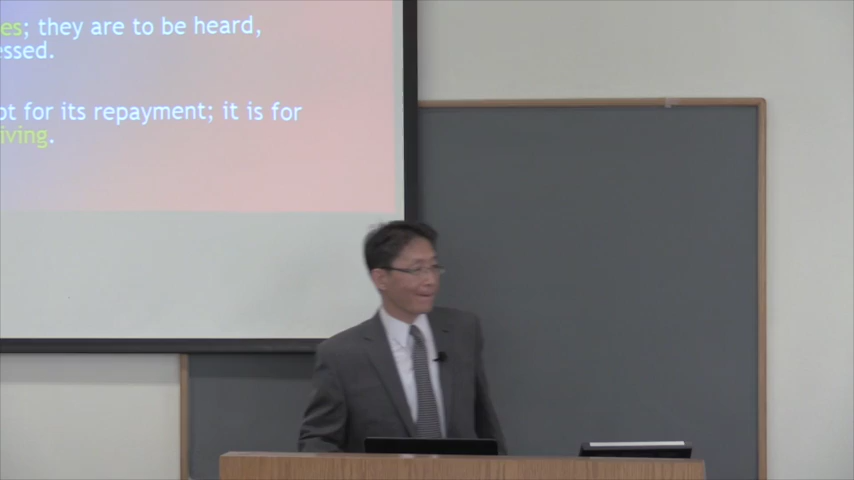 es; they are to be heard,
essed.
ot for its repayment; it is for
iving.